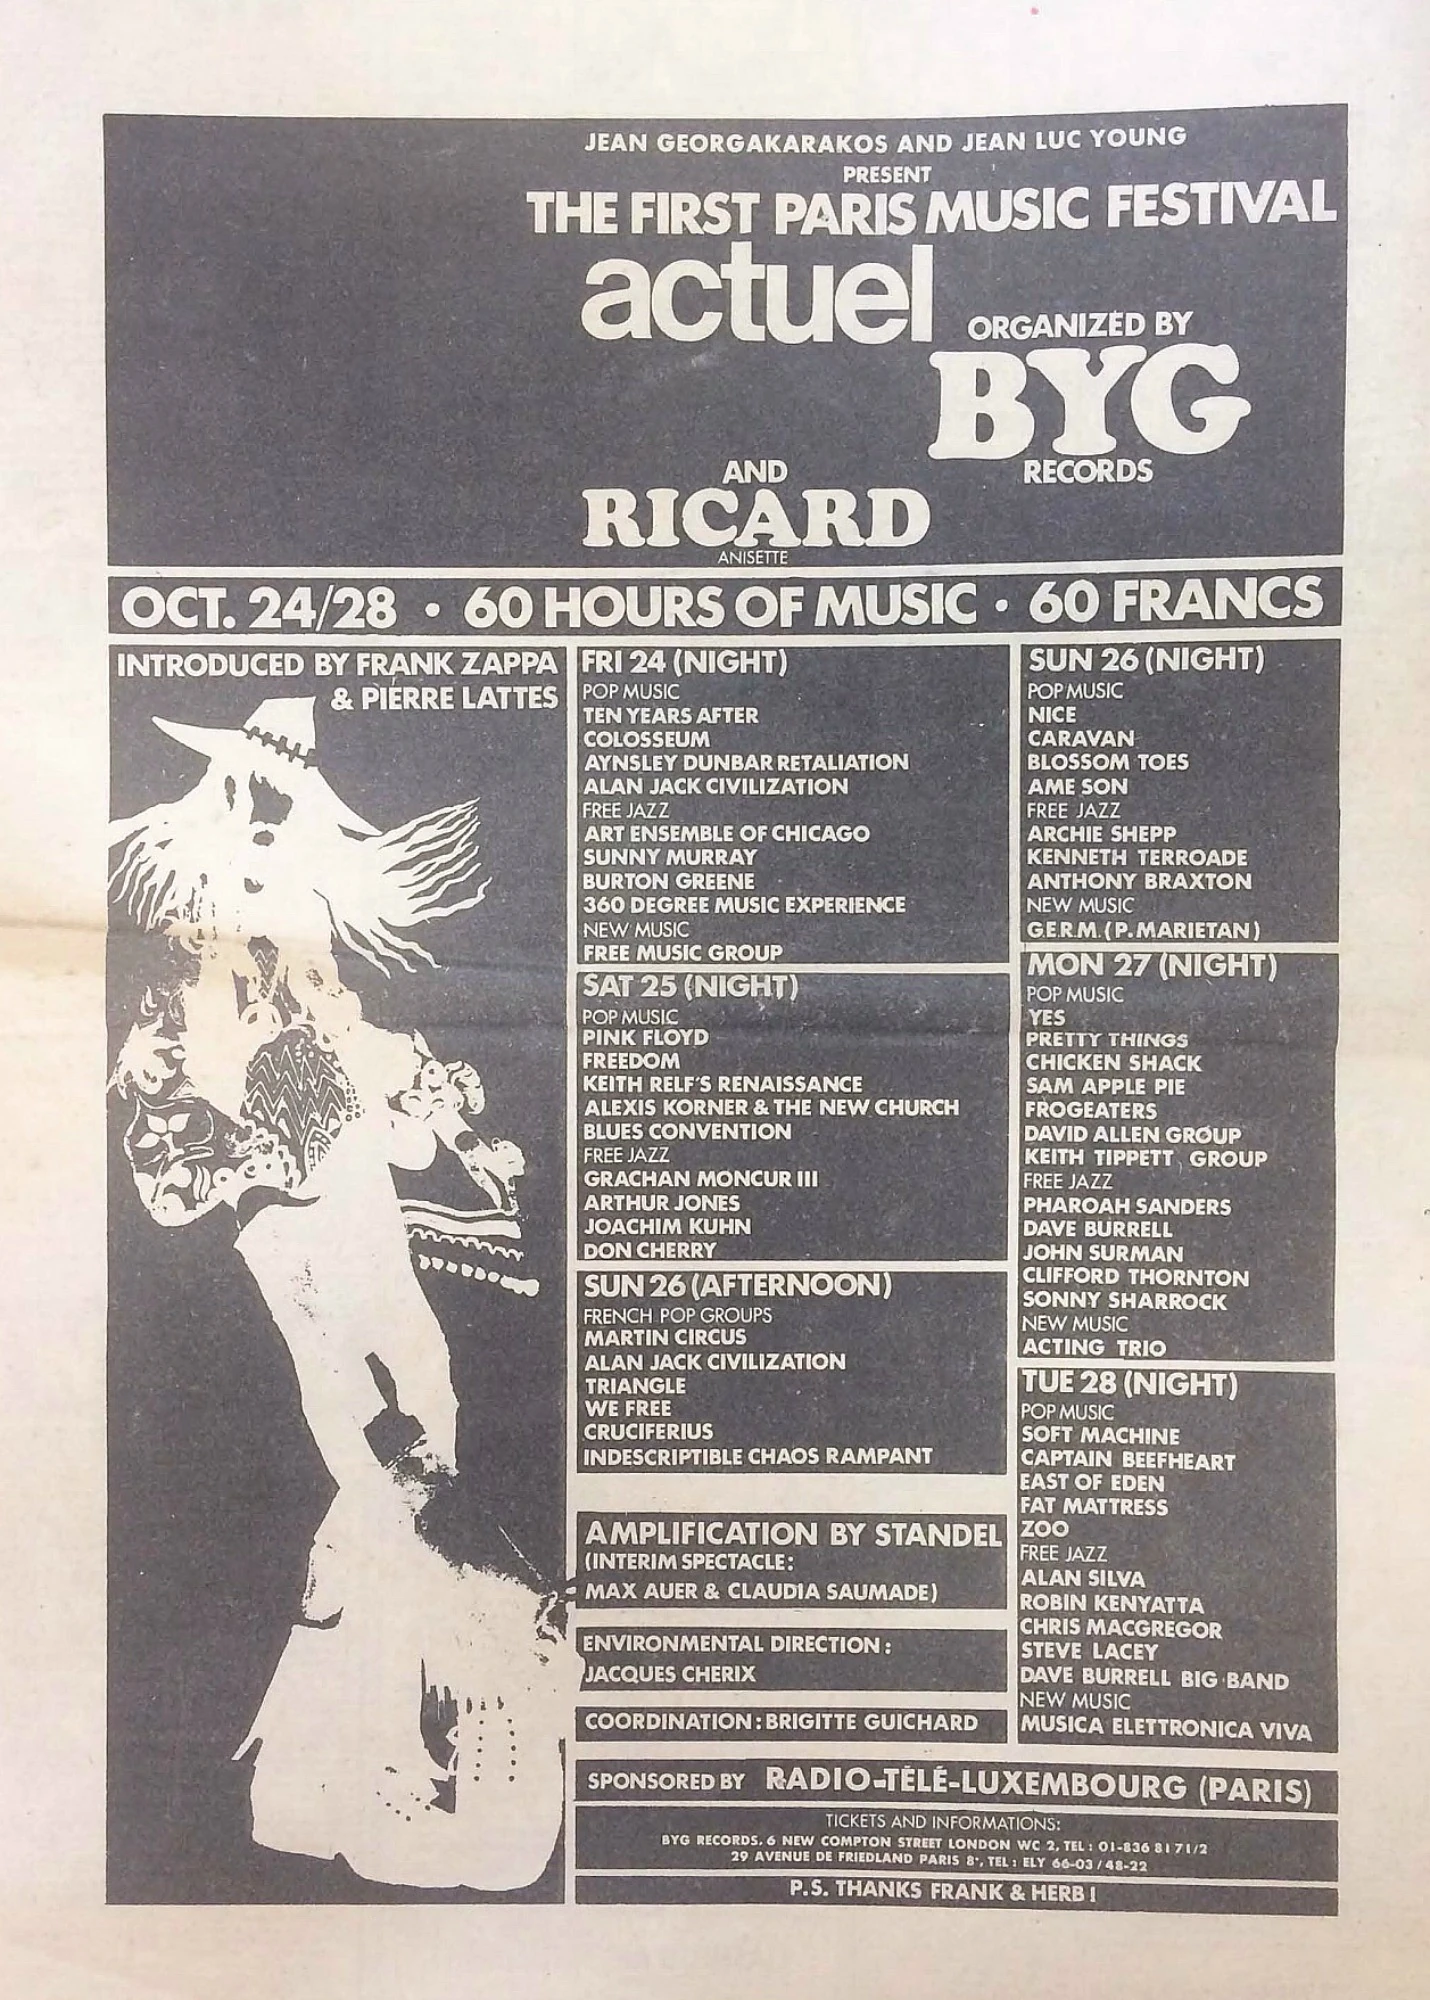 JEAN GEORGAKARAKOS AND JEAN LUC YOUNG
PRESENT
THE FIRST PARIS MUSIC FESTIVAL
actuel
ORGANIZED BY
BYG
RECORDS
AND
RICARD
ANISETTE
OCT. 24/28 • 60 HOURS OF MUSIC • 60 FRANCS
INTRODUCED BY FRANK ZAPPA
& PIERRE LATTES
FRI 24 (NIGHT)
POP MUSIC
TEN YEARS AFTER
COLOSSEUM
AYNSLEY DUNBAR RETALIATION
ALAN JACK CIVILIZATION
FREE JAZZ
ART ENSEMBLE OF CHICAGO
SUNNY MURRAY
BURTON GREENE
360 DEGREE MUSIC EXPERIENCE
NEW MUSIC
FREE MUSIC GROUP
SAT 25 (NIGHT)
POP MUSIC
PINK FLOYD
FREEDOM
KEITH RELF'S RENAISSANCE
ALEXIS KORNER & THE NEW CHURCH
BLUES CONVENTION
FREE JAZZ
GRACHAN MONCUR III
ARTHUR JONES
JOACHIM KUHN
DON CHERRY
SUN 26 (AFTERNOON)
FRENCH POP GROUPS
MARTIN CIRCUS
ALAN JACK CIVILIZATION
TRIANGLE
WE FREE
CRUCIFERIUS
INDESCRIPTIBLE CHAOS RAMPANT
AMPLIFICATION BY STANDEL
(INTERIM SPECTACLE:
MAX AUER & CLAUDIA SAUMADE)
ENVIRONMENTAL DIRECTION:
JACQUES CHERIX
COORDINATION: BRIGITTE GUICHARD
SUN 26 (NIGHT)
POP MUSIC
NICE
CARAVAN
BLOSSOM TOES
AME SON
FREE JAZZ
ARCHIE SHEPP
KENNETH TERROADE
ANTHONY BRAXTON
NEW MUSIC
G.E.R.M. (P. MARIETAN)
MON 27 (NIGHT)
POP MUSIC
YES
PRETTY THINGS
CHICKEN SHACK
SAM APPLE PIE
FROGEATERS
DAVID ALLEN GROUP
KEITH TIPPETT GROUP
FREE JAZZ
PHAROAH SANDERS
DAVE BURRELL
JOHN SURMAN
CLIFFORD THORNTON
SONNY SHARROCK
NEW MUSIC
ACTING TRIO
TUE 28 (NIGHT)
POP MUSIC
SOFT MACHINE
CAPTAIN BEEFHEART
EAST OF EDEN
FAT MATTRESS
ZOO
FREE JAZZ
ALAN SILVA
ROBIN KENYATTA
CHRIS MACGREGOR
STEVE LACEY
DAVE BURRELL BIG BAND
NEW MUSIC
MUSICA ELETTRONICA VIVA
SPONSORED BY RADIO-TÉLÉ-LUXEMBOURG (PARIS)
TICKETS AND INFORMATIONS:
BYG RECORDS. 6 NEW COMPTON STREET LONDON WC 2, TEL: 01-836 8171/2
29 AVENUE DE FRIEDLAND PARIS 8e, TEL: ELY 66-03/48-22
P.S. THANKS FRANK & HERB!